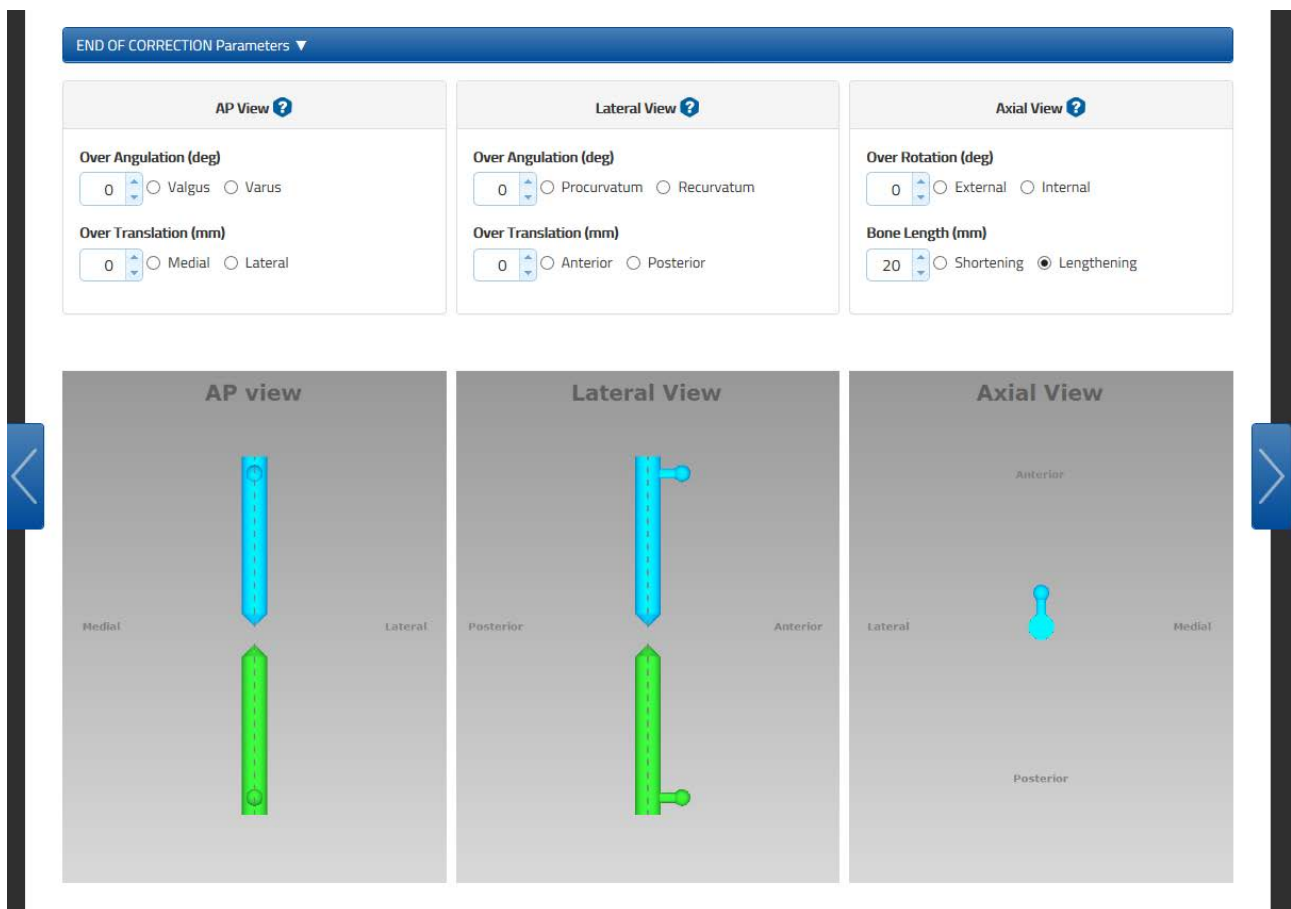 END OF CORRECTION Parameters ▼
AP View ?
Over Angulation (deg)
0 Valgus Varus
Over Translation (mm)
0 Medial Lateral
Lateral View ?
Over Angulation (deg)
0 Procurvatum Recurvatum
Over Translation (mm)
0 Anterior Posterior
Axial View ?
Over Rotation (deg)
0 External Internal
Bone Length (mm)
20 Shortening Lengthening
AP view
Medial Lateral
Lateral View
Posterior Anterior
Axial View
Anterior
Lateral Medial
Posterior